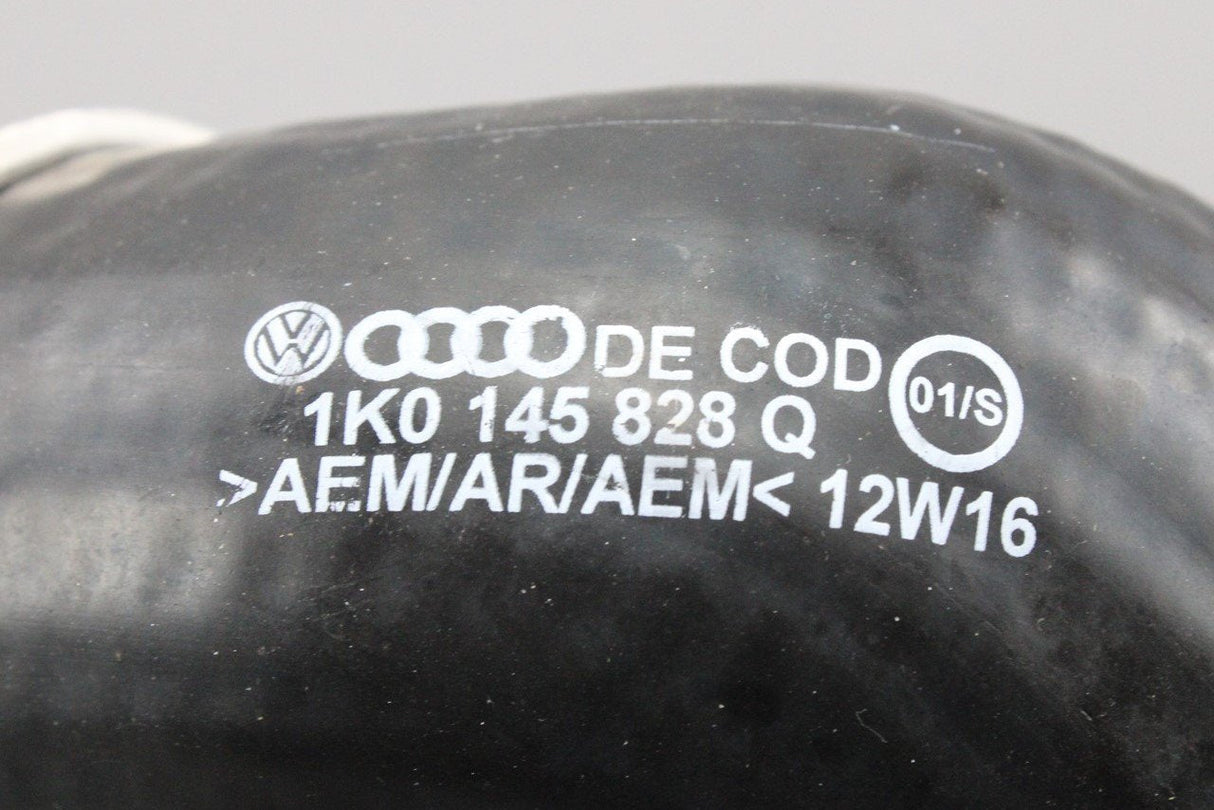 DE COD 01/S
1K0 145 828 Q
>AEM/AR/AEM< 12W16